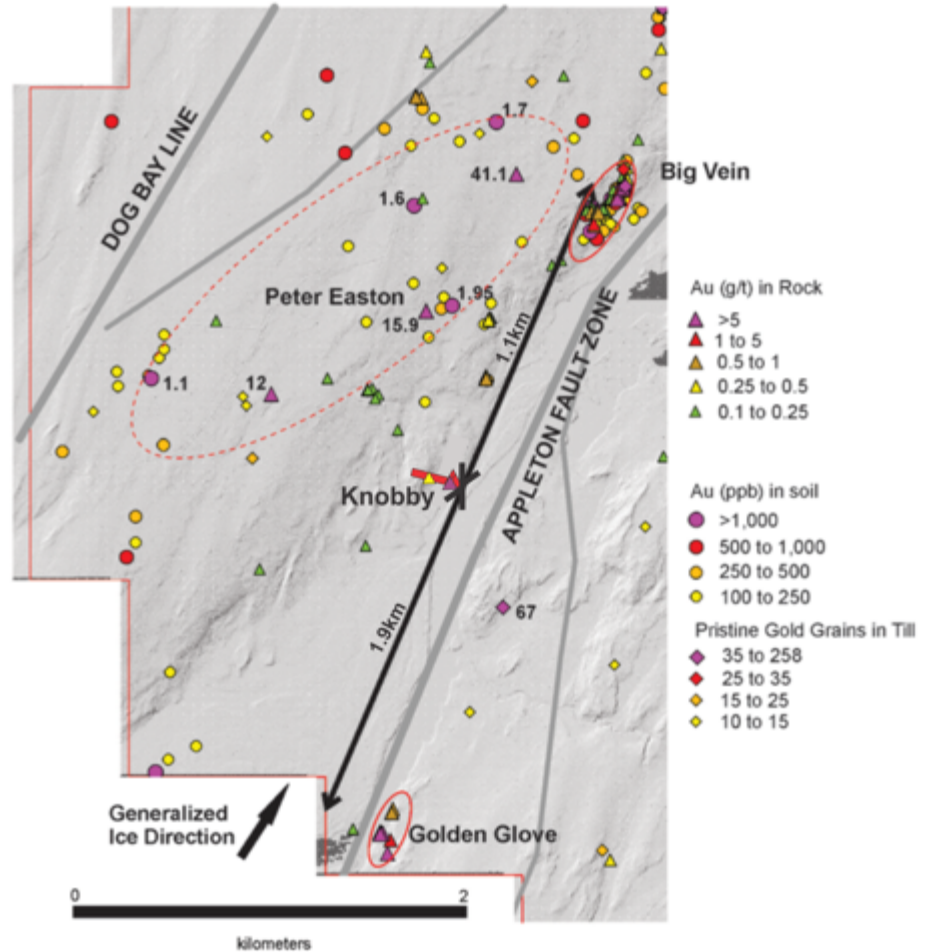 1.7
DOG BAY LINE
Big Vein
41.1
1.6
Au (g/t) in Rock
>5
1 to 5
0.5 to 1
0.25 to 0.5
0.1 to 0.25
Peter Easton
1.95
15.9
1.1km
APPLETON FAULT ZONE
1.1
12
Knobby
Au (ppb) in soil
>1,000
500 to 1,000
250 to 500
100 to 250
67
1.9km
Pristine Gold Grains in Till
35 to 258
25 to 35
15 to 25
10 to 15
Generalized
Ice Direction
Golden Glove
0
2
kilometers